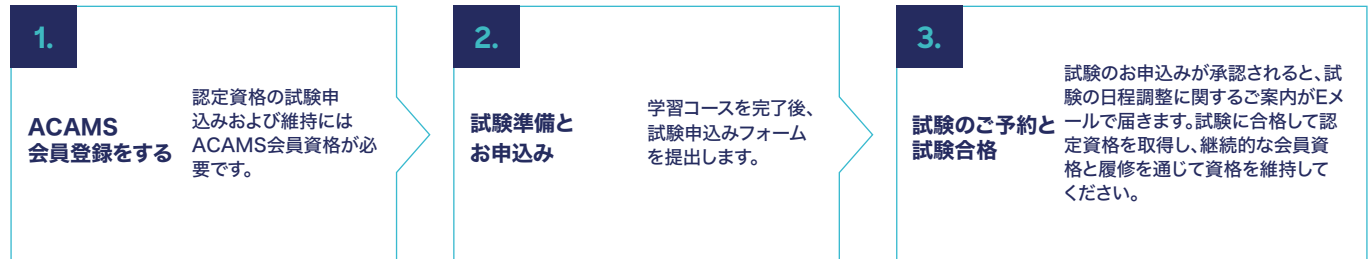 1.
ACAMS
会員登録をする
認定資格の試験申
込みおよび維持には
ACAMS会員資格が必
要です。
2.
試験準備と
お申込み
学習コースを完了後、
試験申込みフォーム
を提出します。
3.
試験のご予約と
試験合格
試験のお申込みが承認されると、試
験の日程調整に関するご案内がEメ
ールで届きます。試験に合格して認
定資格を取得し、継続的な会員資
格と履修を通じて資格を維持して
ください。